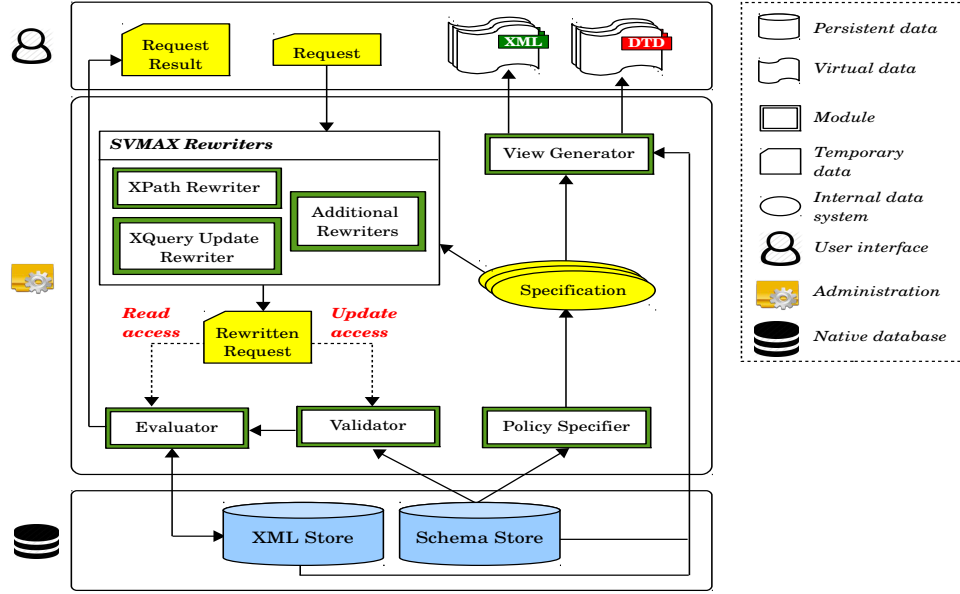 Request
Result
Request
XML
DTD
SVMAX Rewriters
XPath Rewriter
XQuery Update
Rewriter
Additional
Rewriters
View Generator
Specification
Read
access
Update
access
Rewritten
Request
Evaluator
Validator
Policy Specifier
XML Store
Schema Store
Persistent data
Virtual data
Module
Temporary
data
Internal data
system
User interface
Administration
Native database